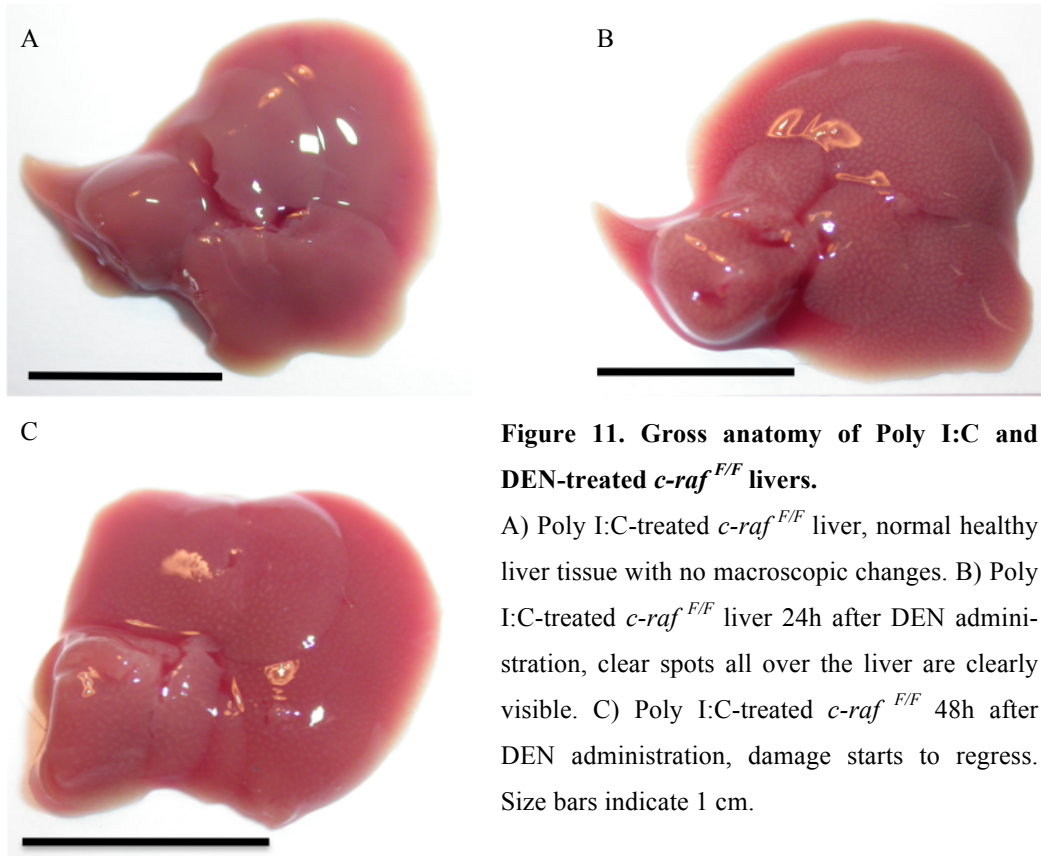 A
B
C
Figure 11. Gross anatomy of Poly I:C and
DEN-treated c-raf F/F livers.
A) Poly I:C-treated c-raf F/F liver, normal healthy
liver tissue with no macroscopic changes. B) Poly
I:C-treated c-raf F/F liver 24h after DEN admini-
stration, clear spots all over the liver are clearly
visible. C) Poly I:C-treated c-raf F/F 48h after
DEN administration, damage starts to regress.
Size bars indicate 1 cm.